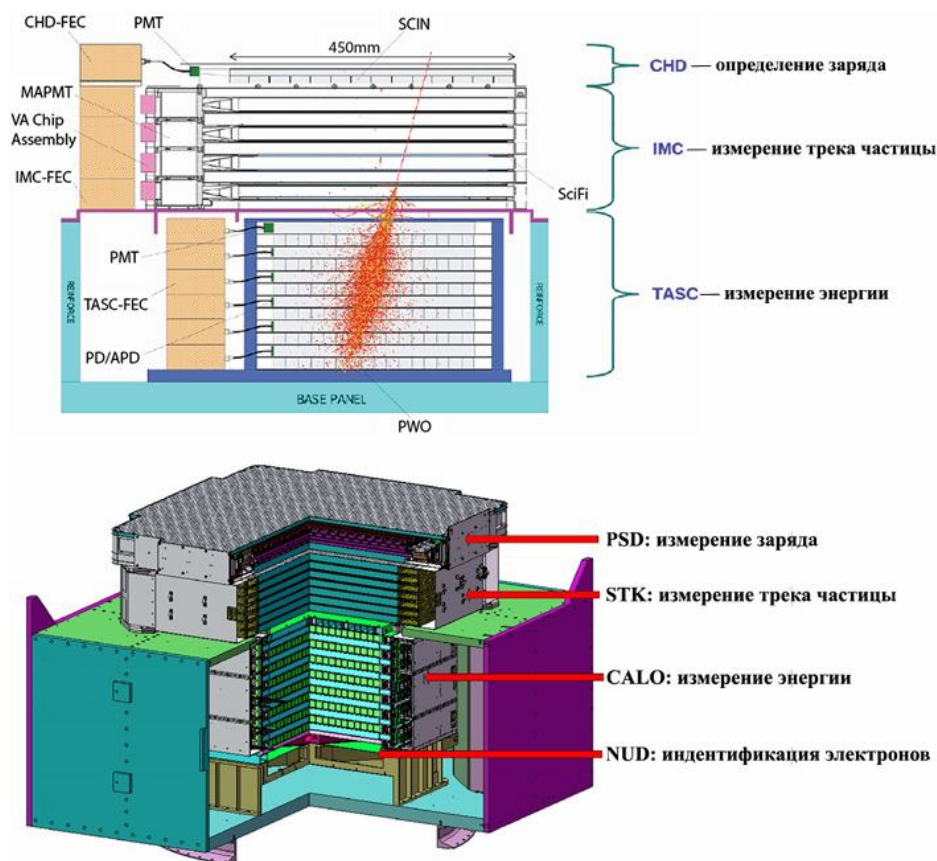 CHD-FEC
PMT
SCIN
450mm
CHD — определение заряда
MAPMT
VA Chip
Assembly
IMC — измерение трека частицы
IMC-FEC
SciFi
PMT
REINFORCE
REINFORCE
TASC-FEC
TASC — измерение энергии
PD/APD
BASE PANEL
PWO
PSD: измерение заряда
STK: измерение трека частицы
CALO: измерение энергии
NUD: индентификация электронов